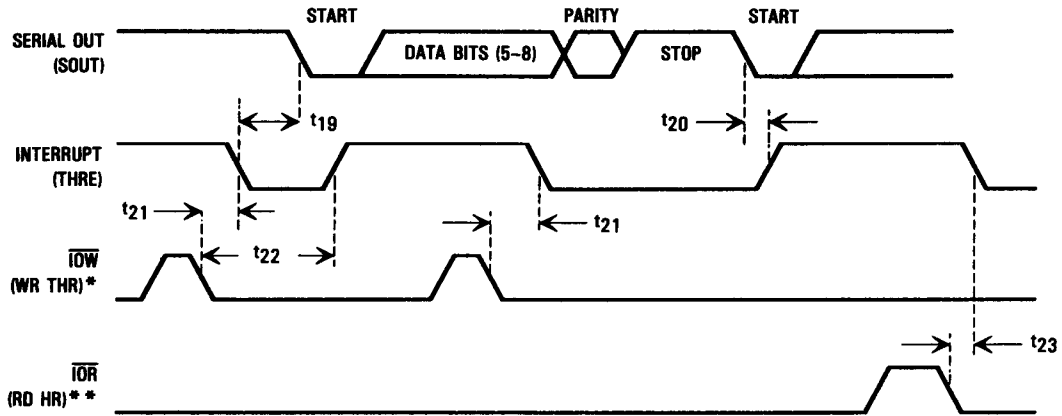 START PARITY START
SERIAL OUT
(SOUT)
DATA BITS (5-8) STOP
t19 t20
INTERRUPT
(THRE)
t21 t22 t21
IOW
(WR THR)*
t23
IOR
(RD HR)**